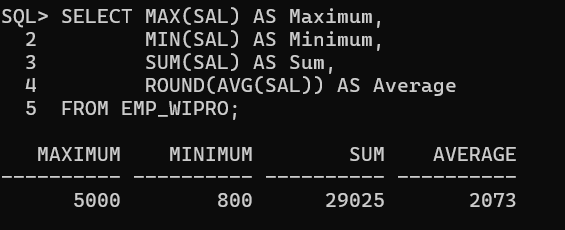 SQL> SELECT MAX(SAL) AS Maximum,
  2         MIN(SAL) AS Minimum,
  3         SUM(SAL) AS Sum,
  4         ROUND(AVG(SAL)) AS Average
  5  FROM EMP_WIPRO;
   MAXIMUM    MINIMUM        SUM    AVERAGE
---------- ---------- ---------- ----------
      5000        800      29025       2073